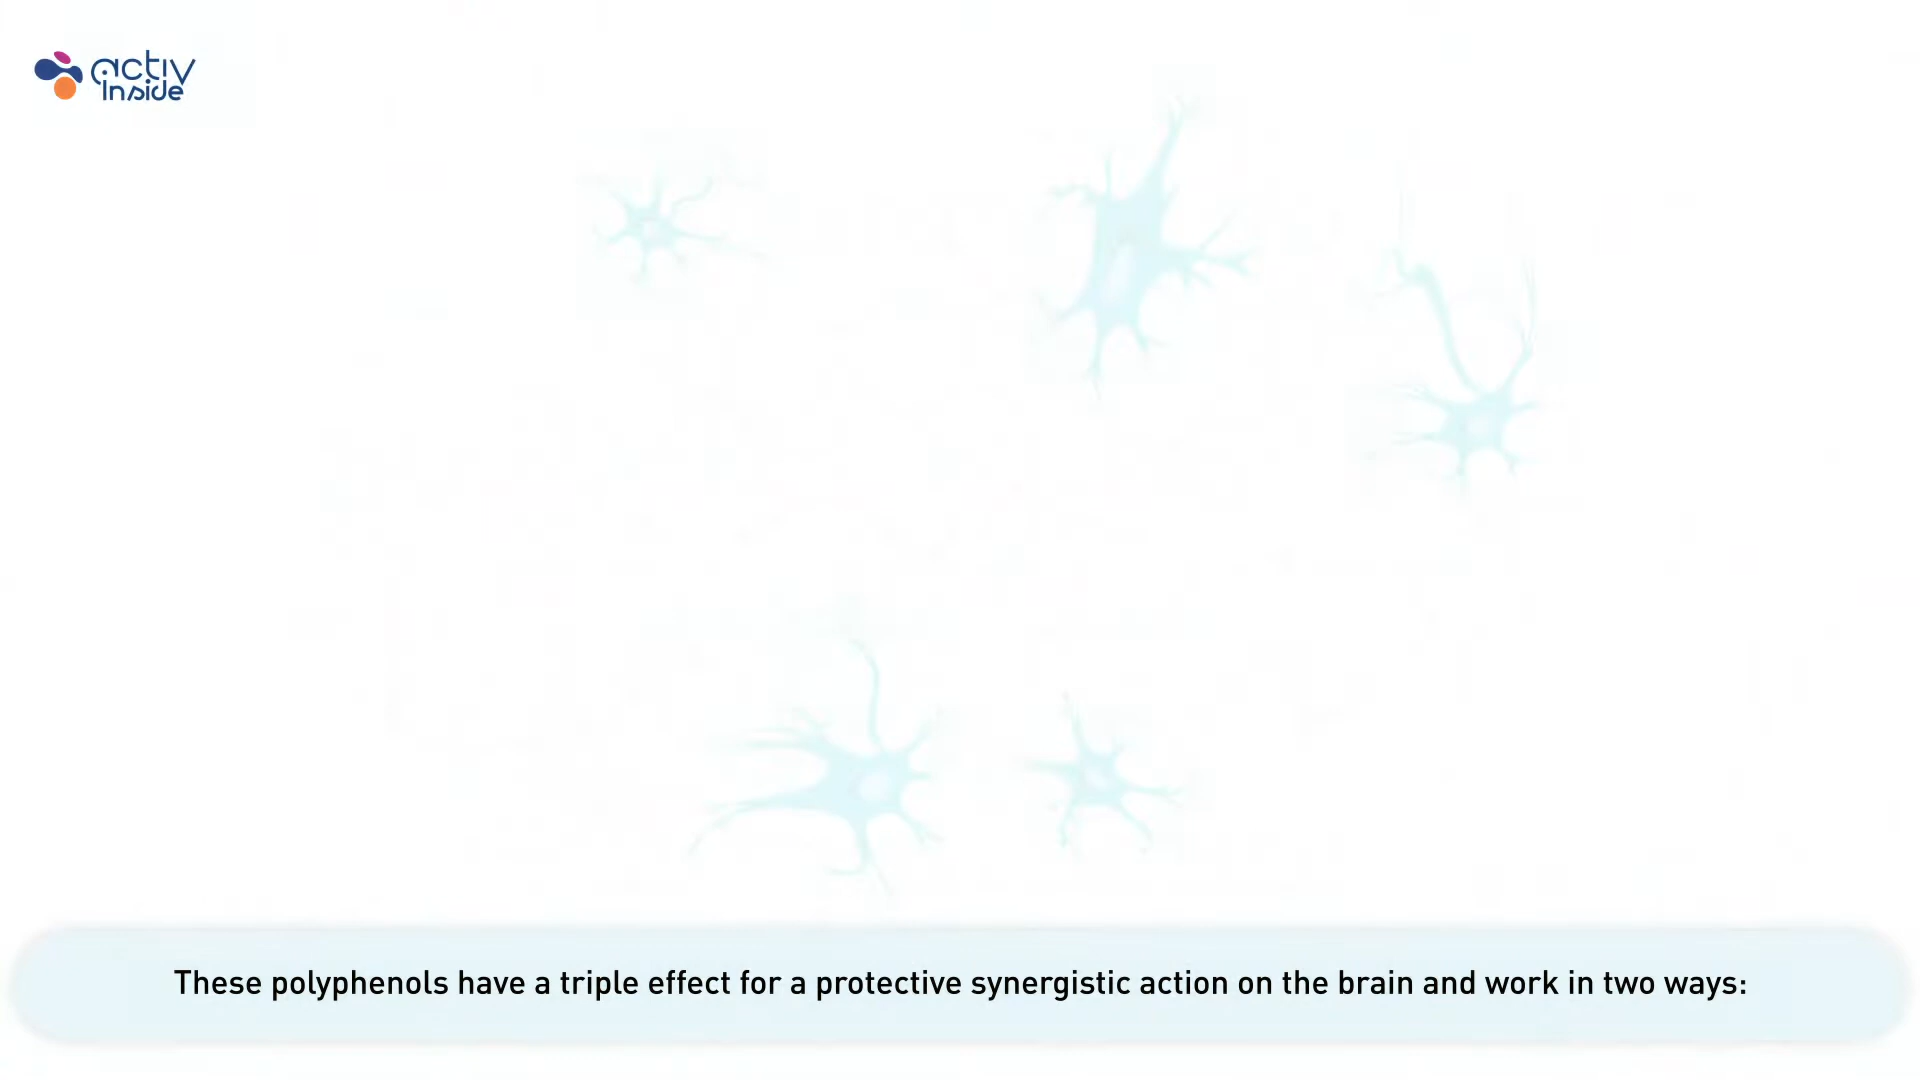 activ
inside
These polyphenols have a triple effect for a protective synergistic action on the brain and work in two ways: